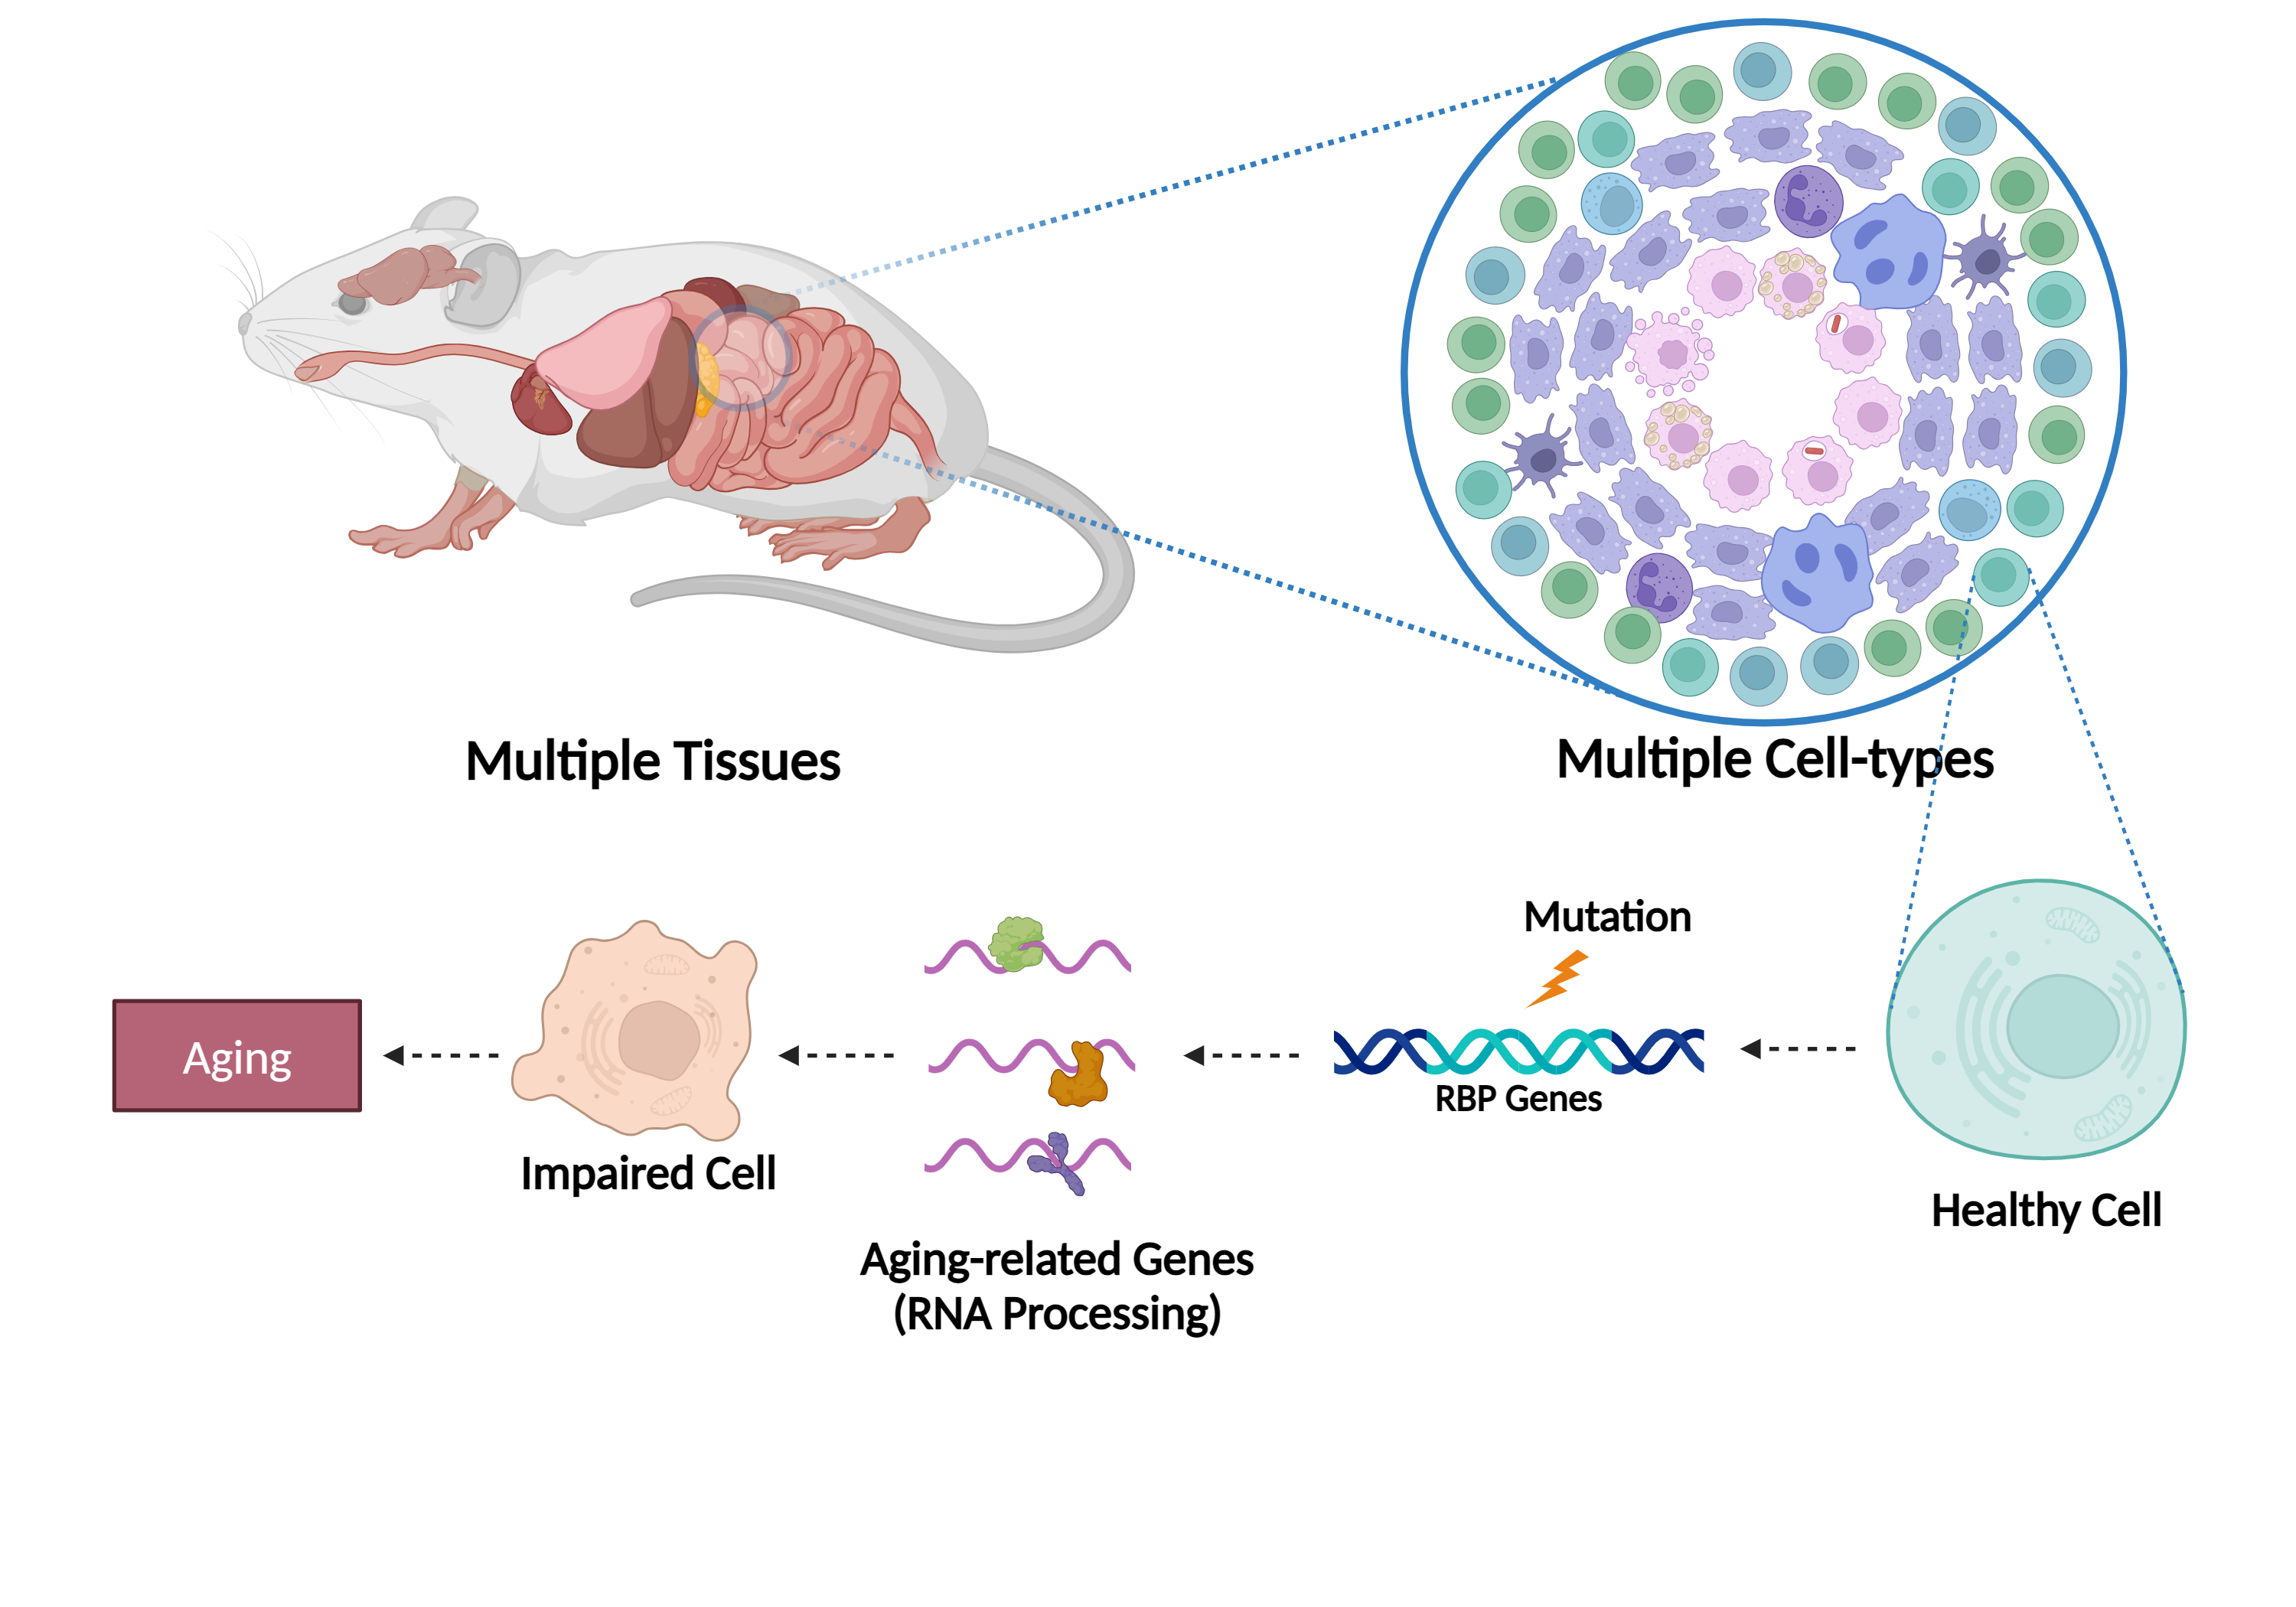 Multiple Tissues
Multiple Cell-types
Mutation
Aging
RBP Genes
Impaired Cell
Healthy Cell
Aging-related Genes
(RNA Processing)